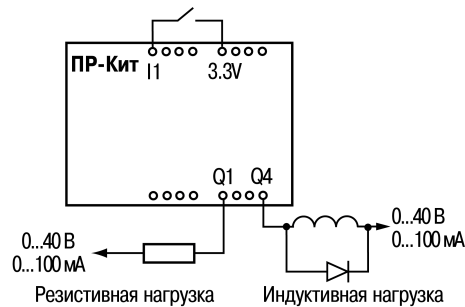 ПР-Кит
I1 3.3V
Q1 Q4
0...40 В
0...100 мА
0...40 В
0...100 мА
Резистивная нагрузка
Индуктивная нагрузка